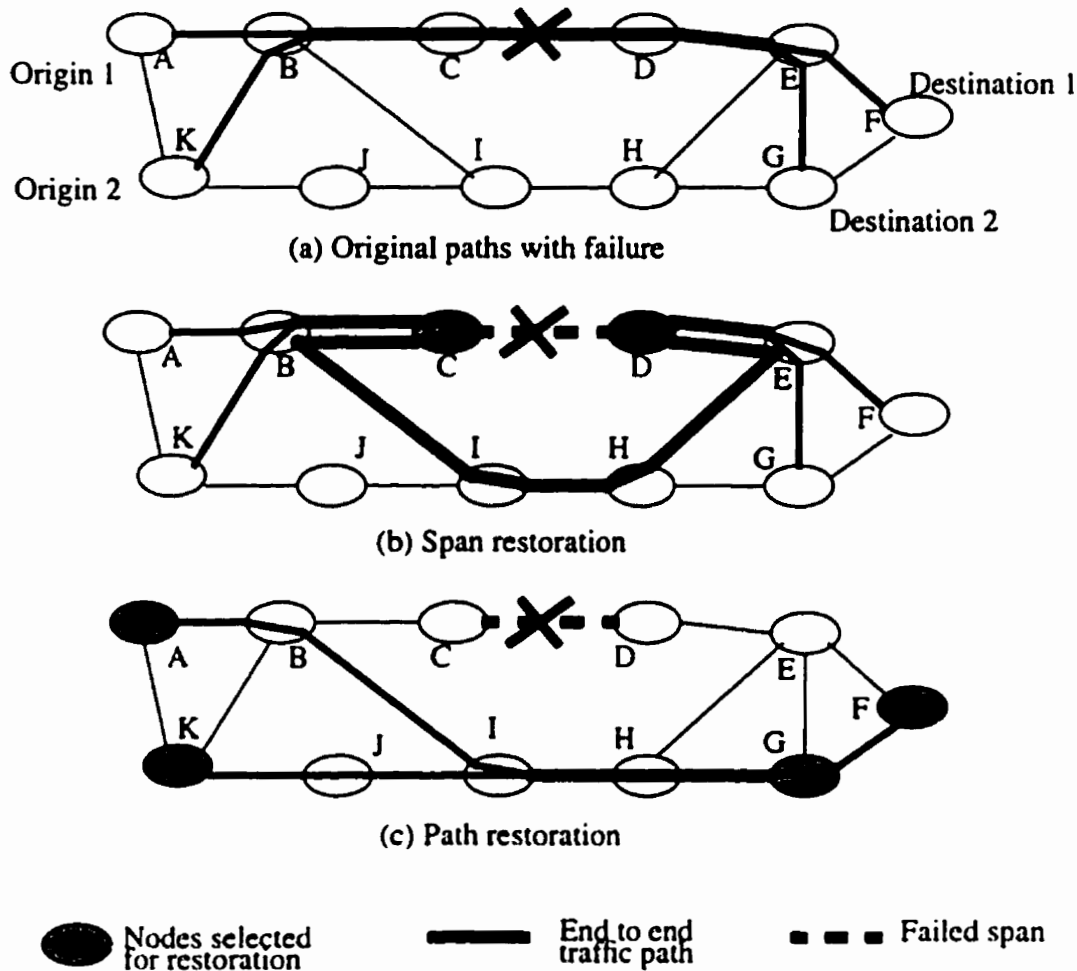 A
B
C
D
E
Origin 1
Destination 1
F
K
J
I
H
G
Origin 2
Destination 2
(a) Original paths with failure
A
B
C
D
E
F
K
J
I
H
G
(b) Span restoration
A
B
C
D
E
F
K
J
I
H
G
(c) Path restoration
Nodes selected
for restoration
End to end
traffic path
Failed span